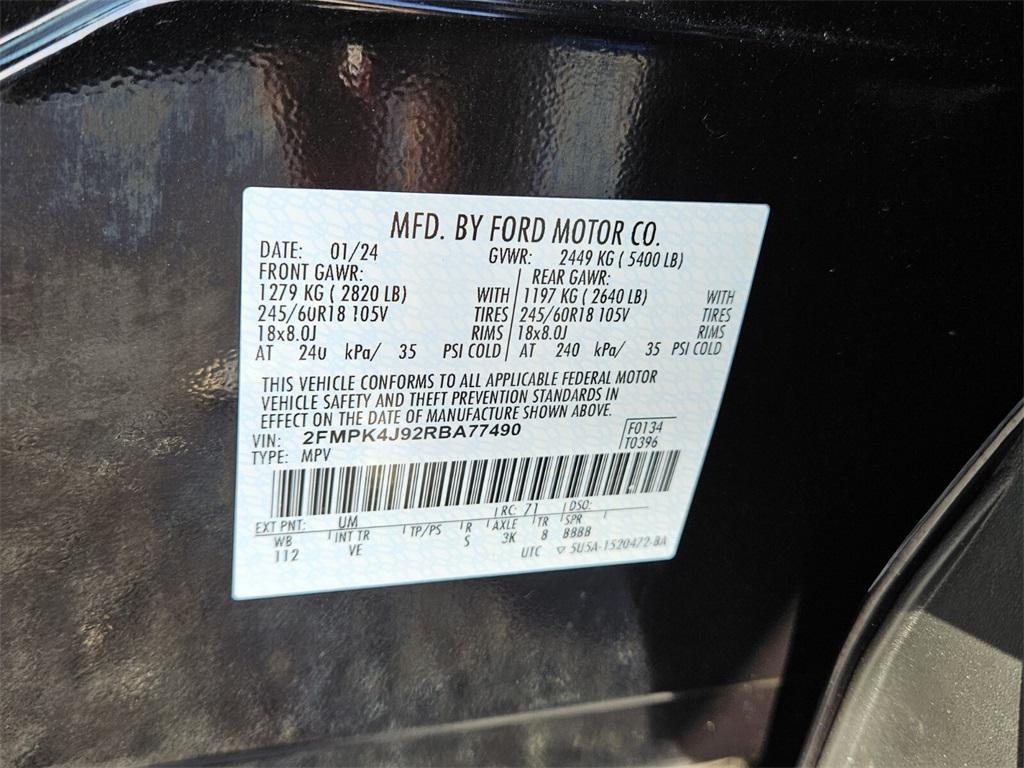 MFD. BY FORD MOTOR CO.
DATE: 01/24 GVWR: 2449 KG ( 5400 LB)
FRONT GAWR: REAR GAWR:
1279 KG ( 2820 LB) WITH 1197 KG ( 2640 LB) WITH
245/60R18 105V TIRES 245/60R18 105V TIRES
18x8.0J RIMS 18x8.0J RIMS
AT 240 kPa/ 35 PSI COLD AT 240 kPa/ 35 PSI COLD
THIS VEHICLE CONFORMS TO ALL APPLICABLE FEDERAL MOTOR
VEHICLE SAFETY AND THEFT PREVENTION STANDARDS IN
EFFECT ON THE DATE OF MANUFACTURE SHOWN ABOVE.
VIN: 2FMPK4J92RBA77490 F0134
TYPE: MPV T0396
EXT PNT: UM RC: 71 DSO:
WB INT TR TP/PS R AXLE TR SPR
112 VE S 3K 8 BBBB
UTC ▽ 5U5A-1520472-BA